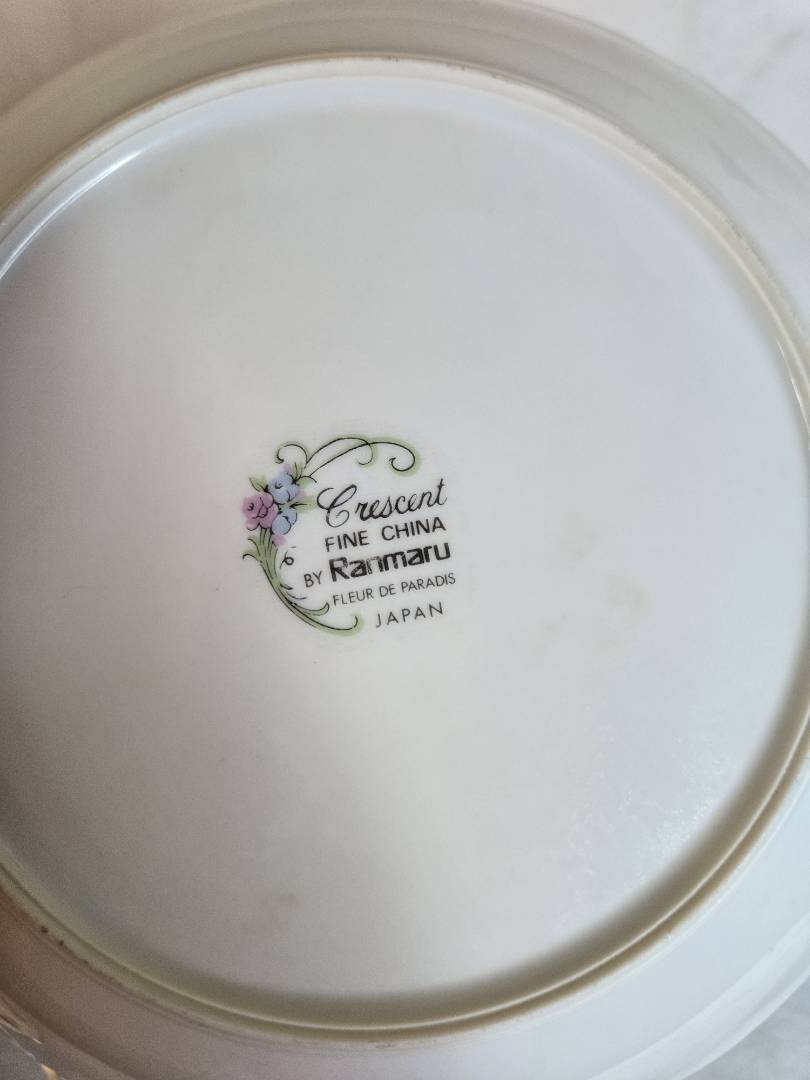 Crescent
FINE CHINA
BY Ranmaru
FLEUR DE PARADIS
JAPAN